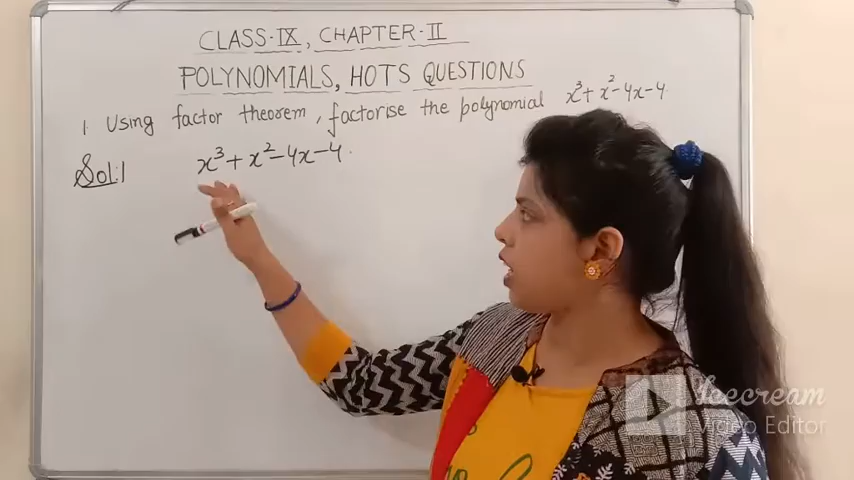 CLASS-IX, CHAPTER-II
POLYNOMIALS, HOTS QUESTIONS
1 Using factor theorem, factorise the polynomial x³+x²-4x-4
Sol:1 x³+x²-4x-4.
Icecream
Video Editor